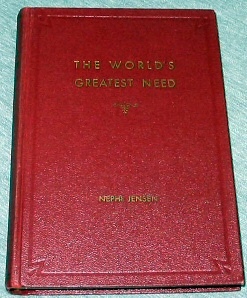 THE WORLD'S
GREATEST NEED
NEPHI JENSEN